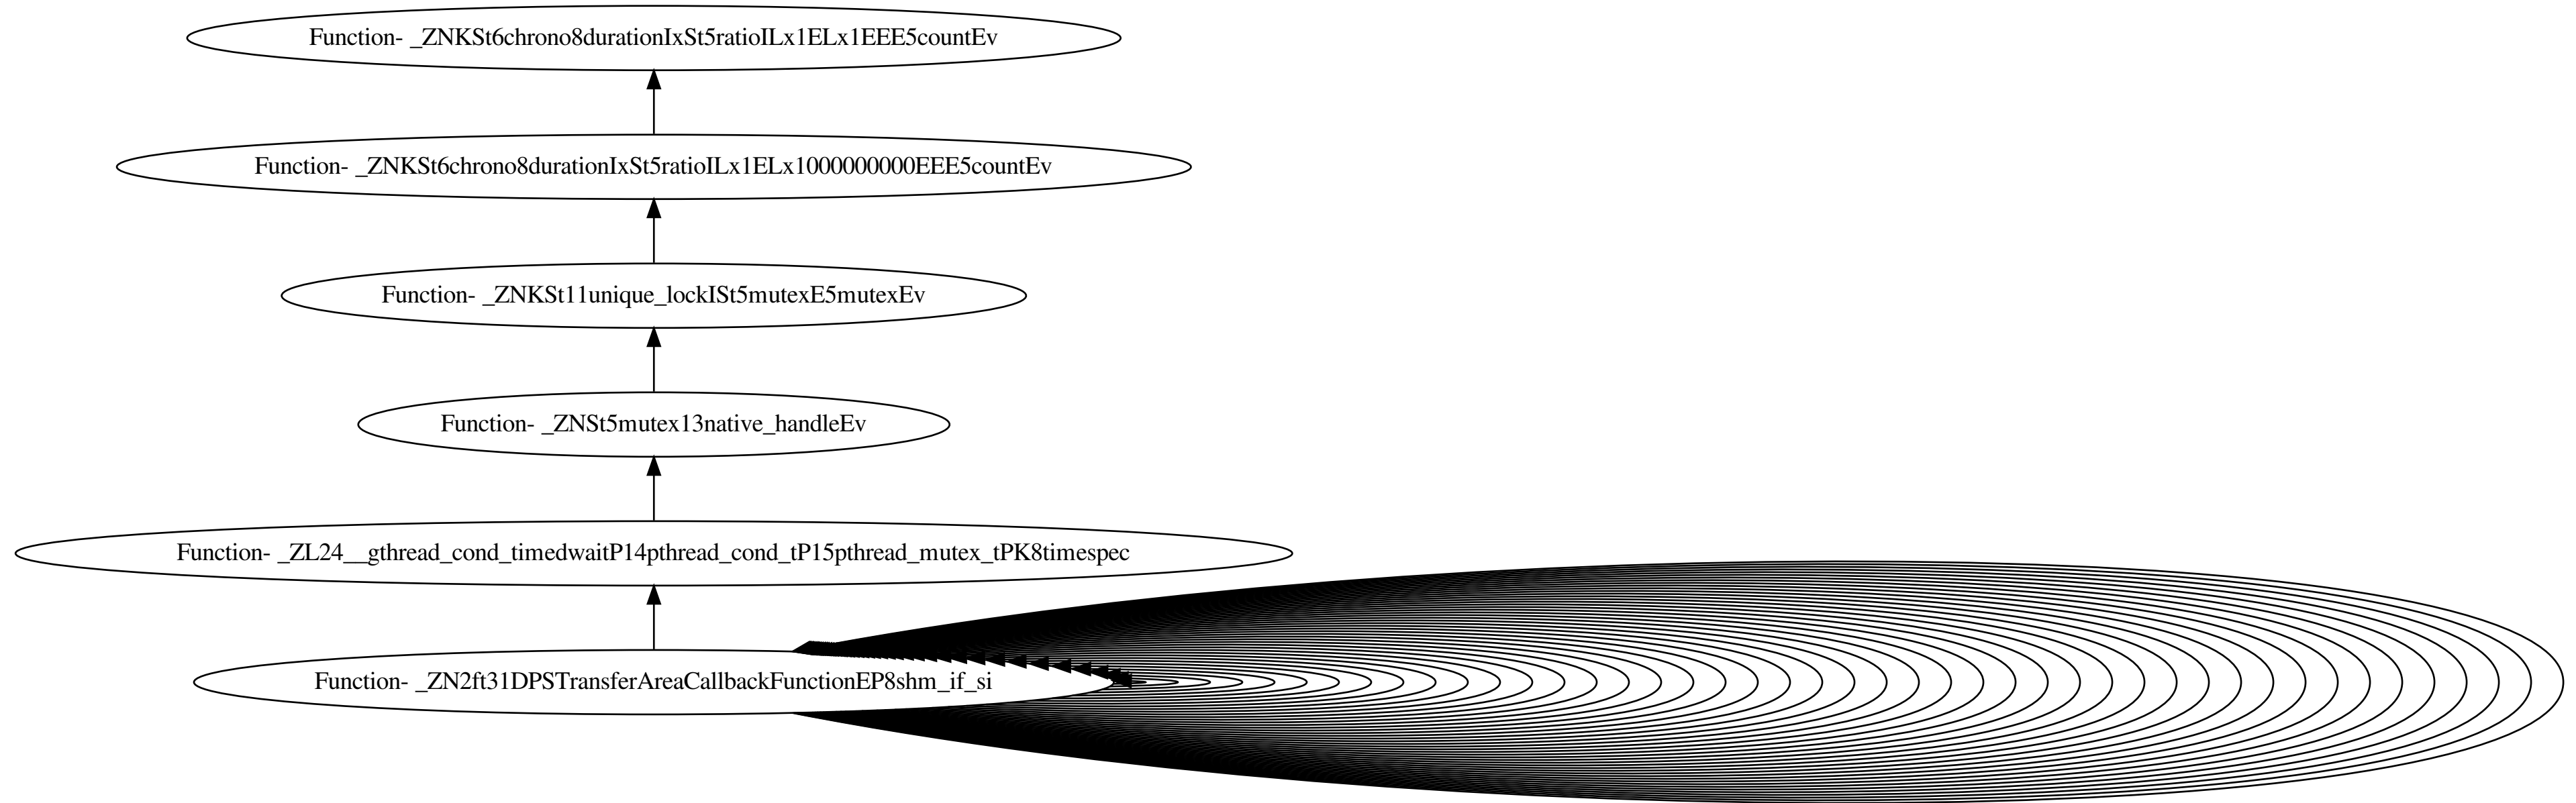 Function- _ZNKSt6chrono8durationIxSt5ratioILx1ELx1EEE5countEv
Function- _ZNKSt6chrono8durationIxSt5ratioILx1ELx1000000000EEE5countEv
Function- _ZNKSt11unique_lockISt5mutexE5mutexEv
Function- _ZNSt5mutex13native_handleEv
Function- _ZL24__gthread_cond_timedwaitP14pthread_cond_tP15pthread_mutex_tPK8timespec
Function- _ZN2ft31DPSTransferAreaCallbackFunctionEP8shm_if_si